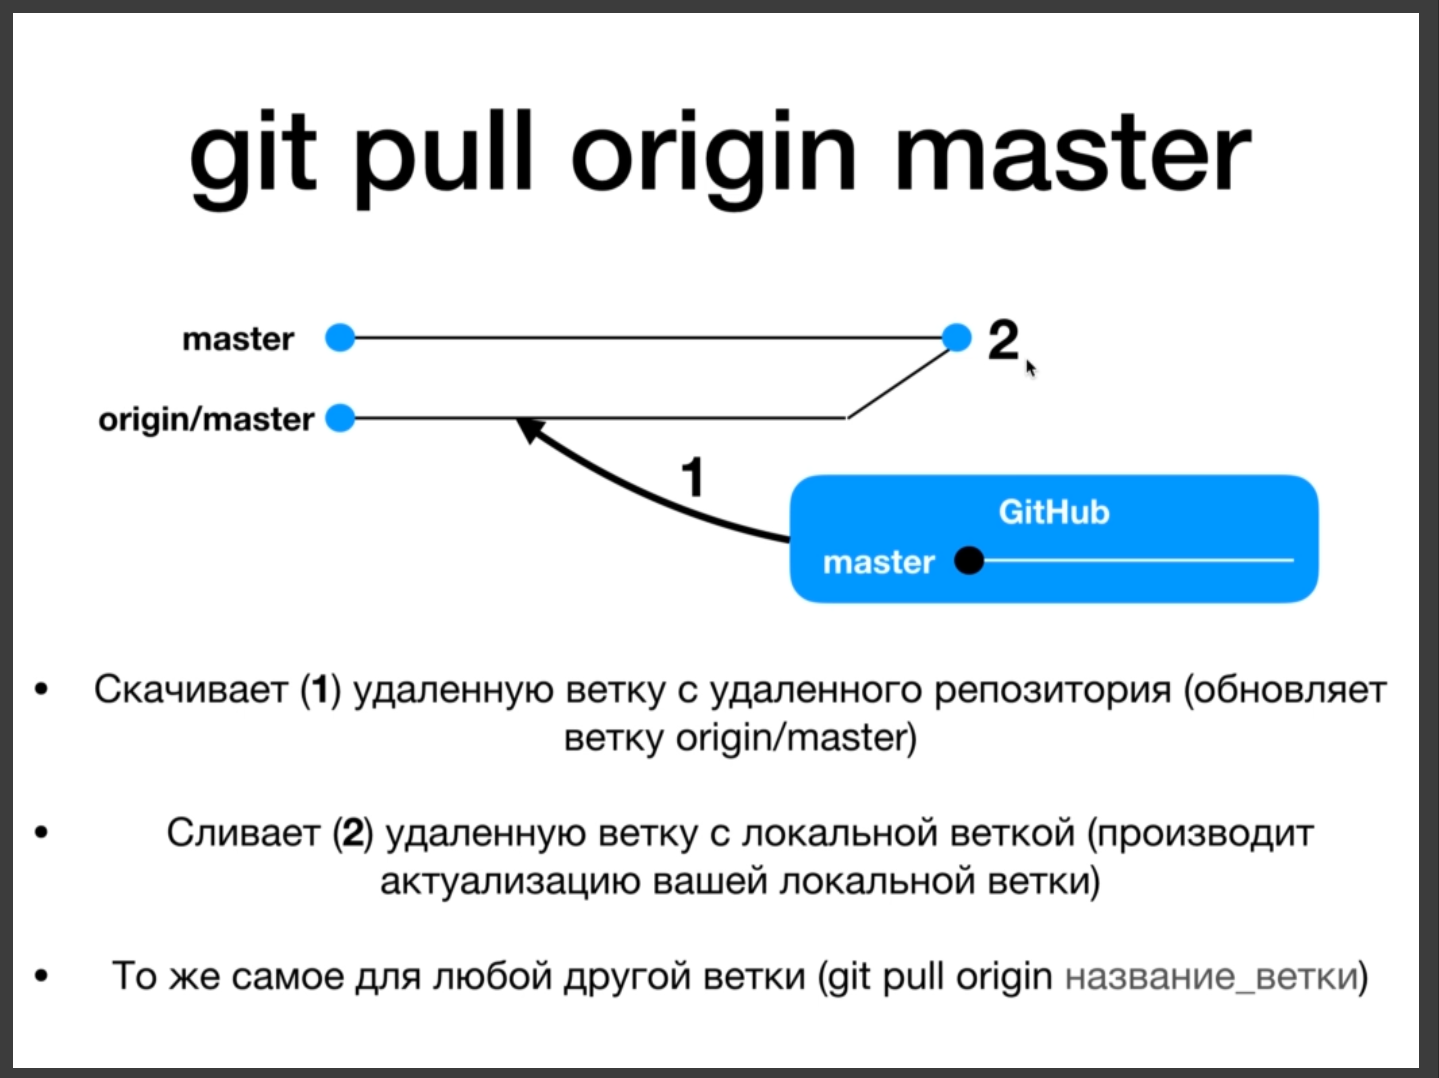 git pull origin master
master
2
origin/master
1
GitHub
master
• Скачивает (1) удаленную ветку с удаленного репозитория (обновляет
ветку origin/master)
• Сливает (2) удаленную ветку с локальной веткой (производит
актуализацию вашей локальной ветки)
• То же самое для любой другой ветки (git pull origin название_ветки)